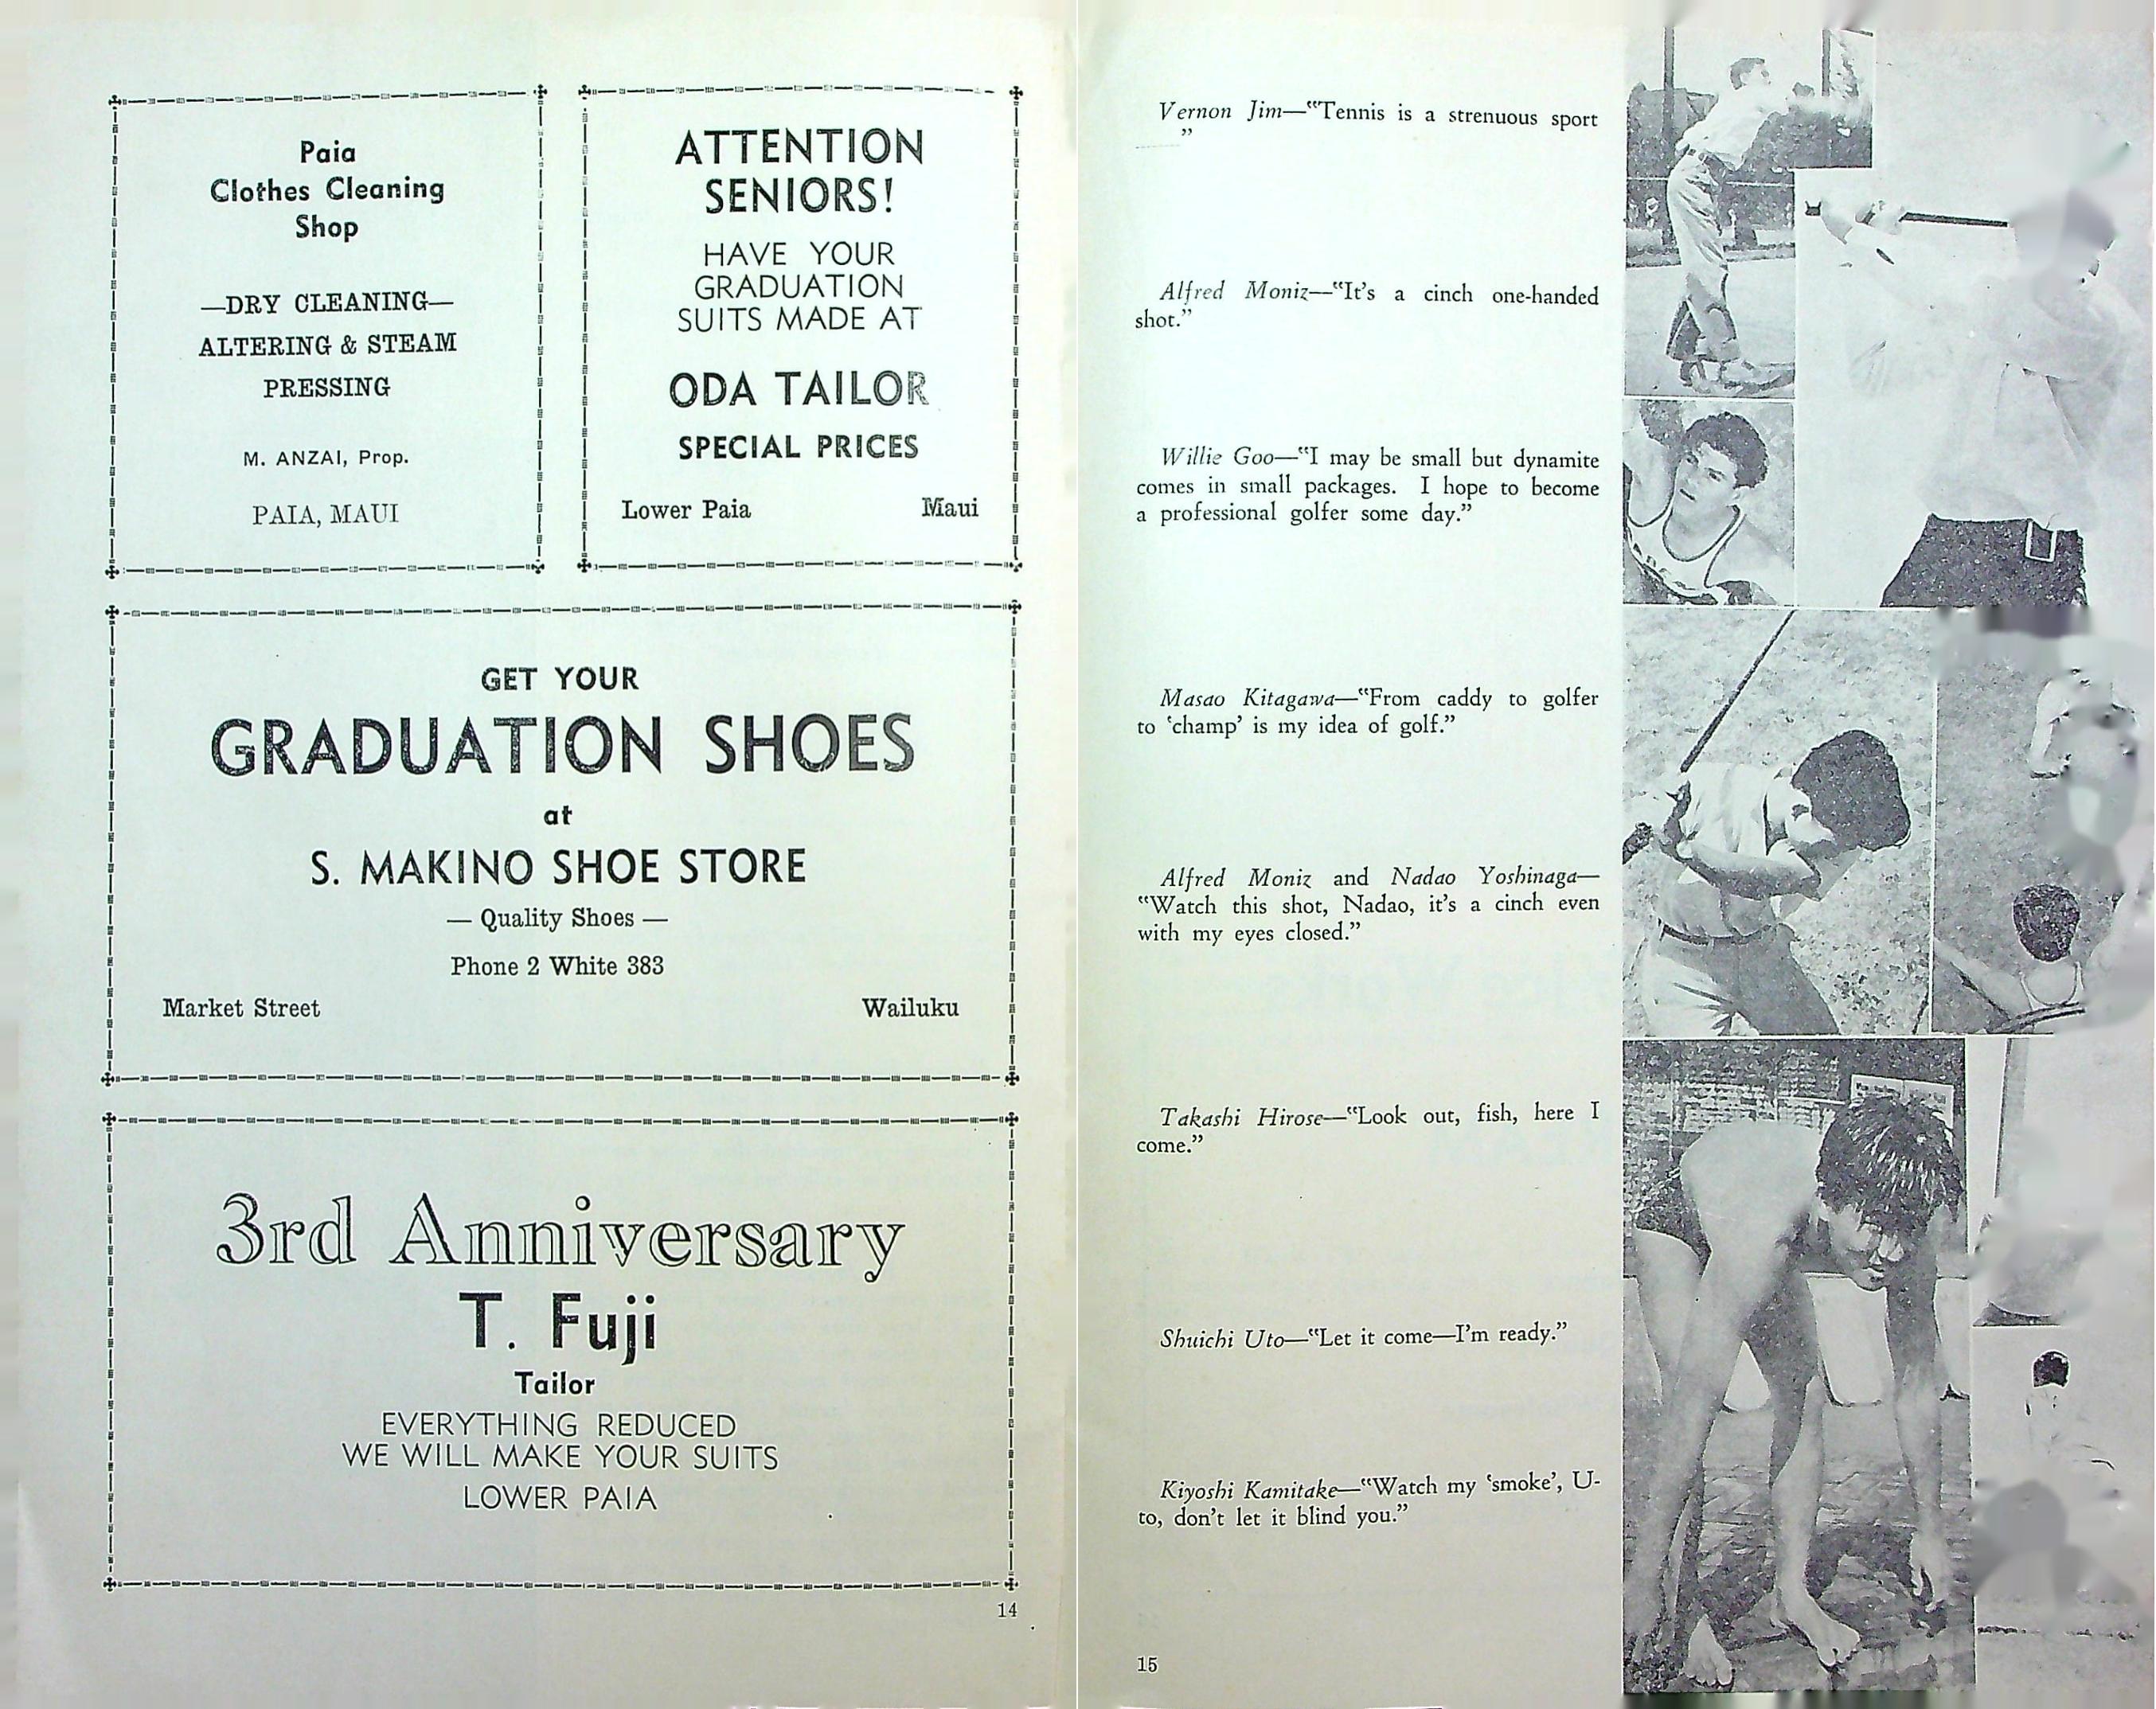 Paia
Clothes Cleaning
Shop
—DRY CLEANING—
ALTERING & STEAM
PRESSING
M. ANZAI, Prop.
PAIA, MAUI
ATTENTION
SENIORS!
HAVE YOUR
GRADUATION
SUITS MADE AT
ODA TAILOR
SPECIAL PRICES
Lower Paia Maui
GET YOUR
GRADUATION SHOES
at
S. MAKINO SHOE STORE
— Quality Shoes —
Phone 2 White 383
Market Street Wailuku
3rd Anniversary
T. Fuji
Tailor
EVERYTHING REDUCED
WE WILL MAKE YOUR SUITS
LOWER PAIA
14
Vernon Jim—"Tennis is a strenuous sport
"
Alfred Moniz—"It's a cinch one-handed
shot."
Willie Goo—"I may be small but dynamite
comes in small packages. I hope to become
a professional golfer some day."
Masao Kitagawa—"From caddy to golfer
to 'champ' is my idea of golf."
Alfred Moniz and Nadao Yoshinaga—
"Watch this shot, Nadao, it's a cinch even
with my eyes closed."
Takashi Hirose—"Look out, fish, here I
come."
Shuichi Uto—"Let it come—I'm ready."
Kiyoshi Kamitake—"Watch my 'smoke', U-
to, don't let it blind you."
15